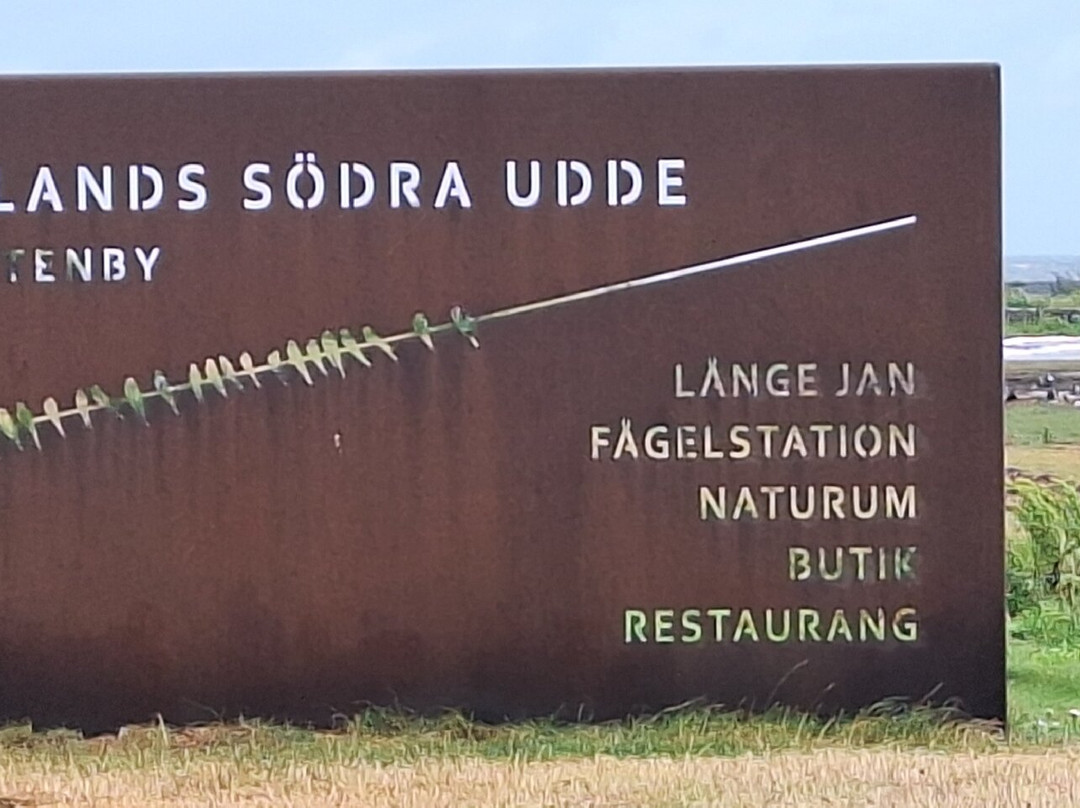 LANDS SÖDRA UDDE
TENBY
LÅNGE JAN
FÅGELSTATION
NATURUM
BUTIK
RESTAURANG